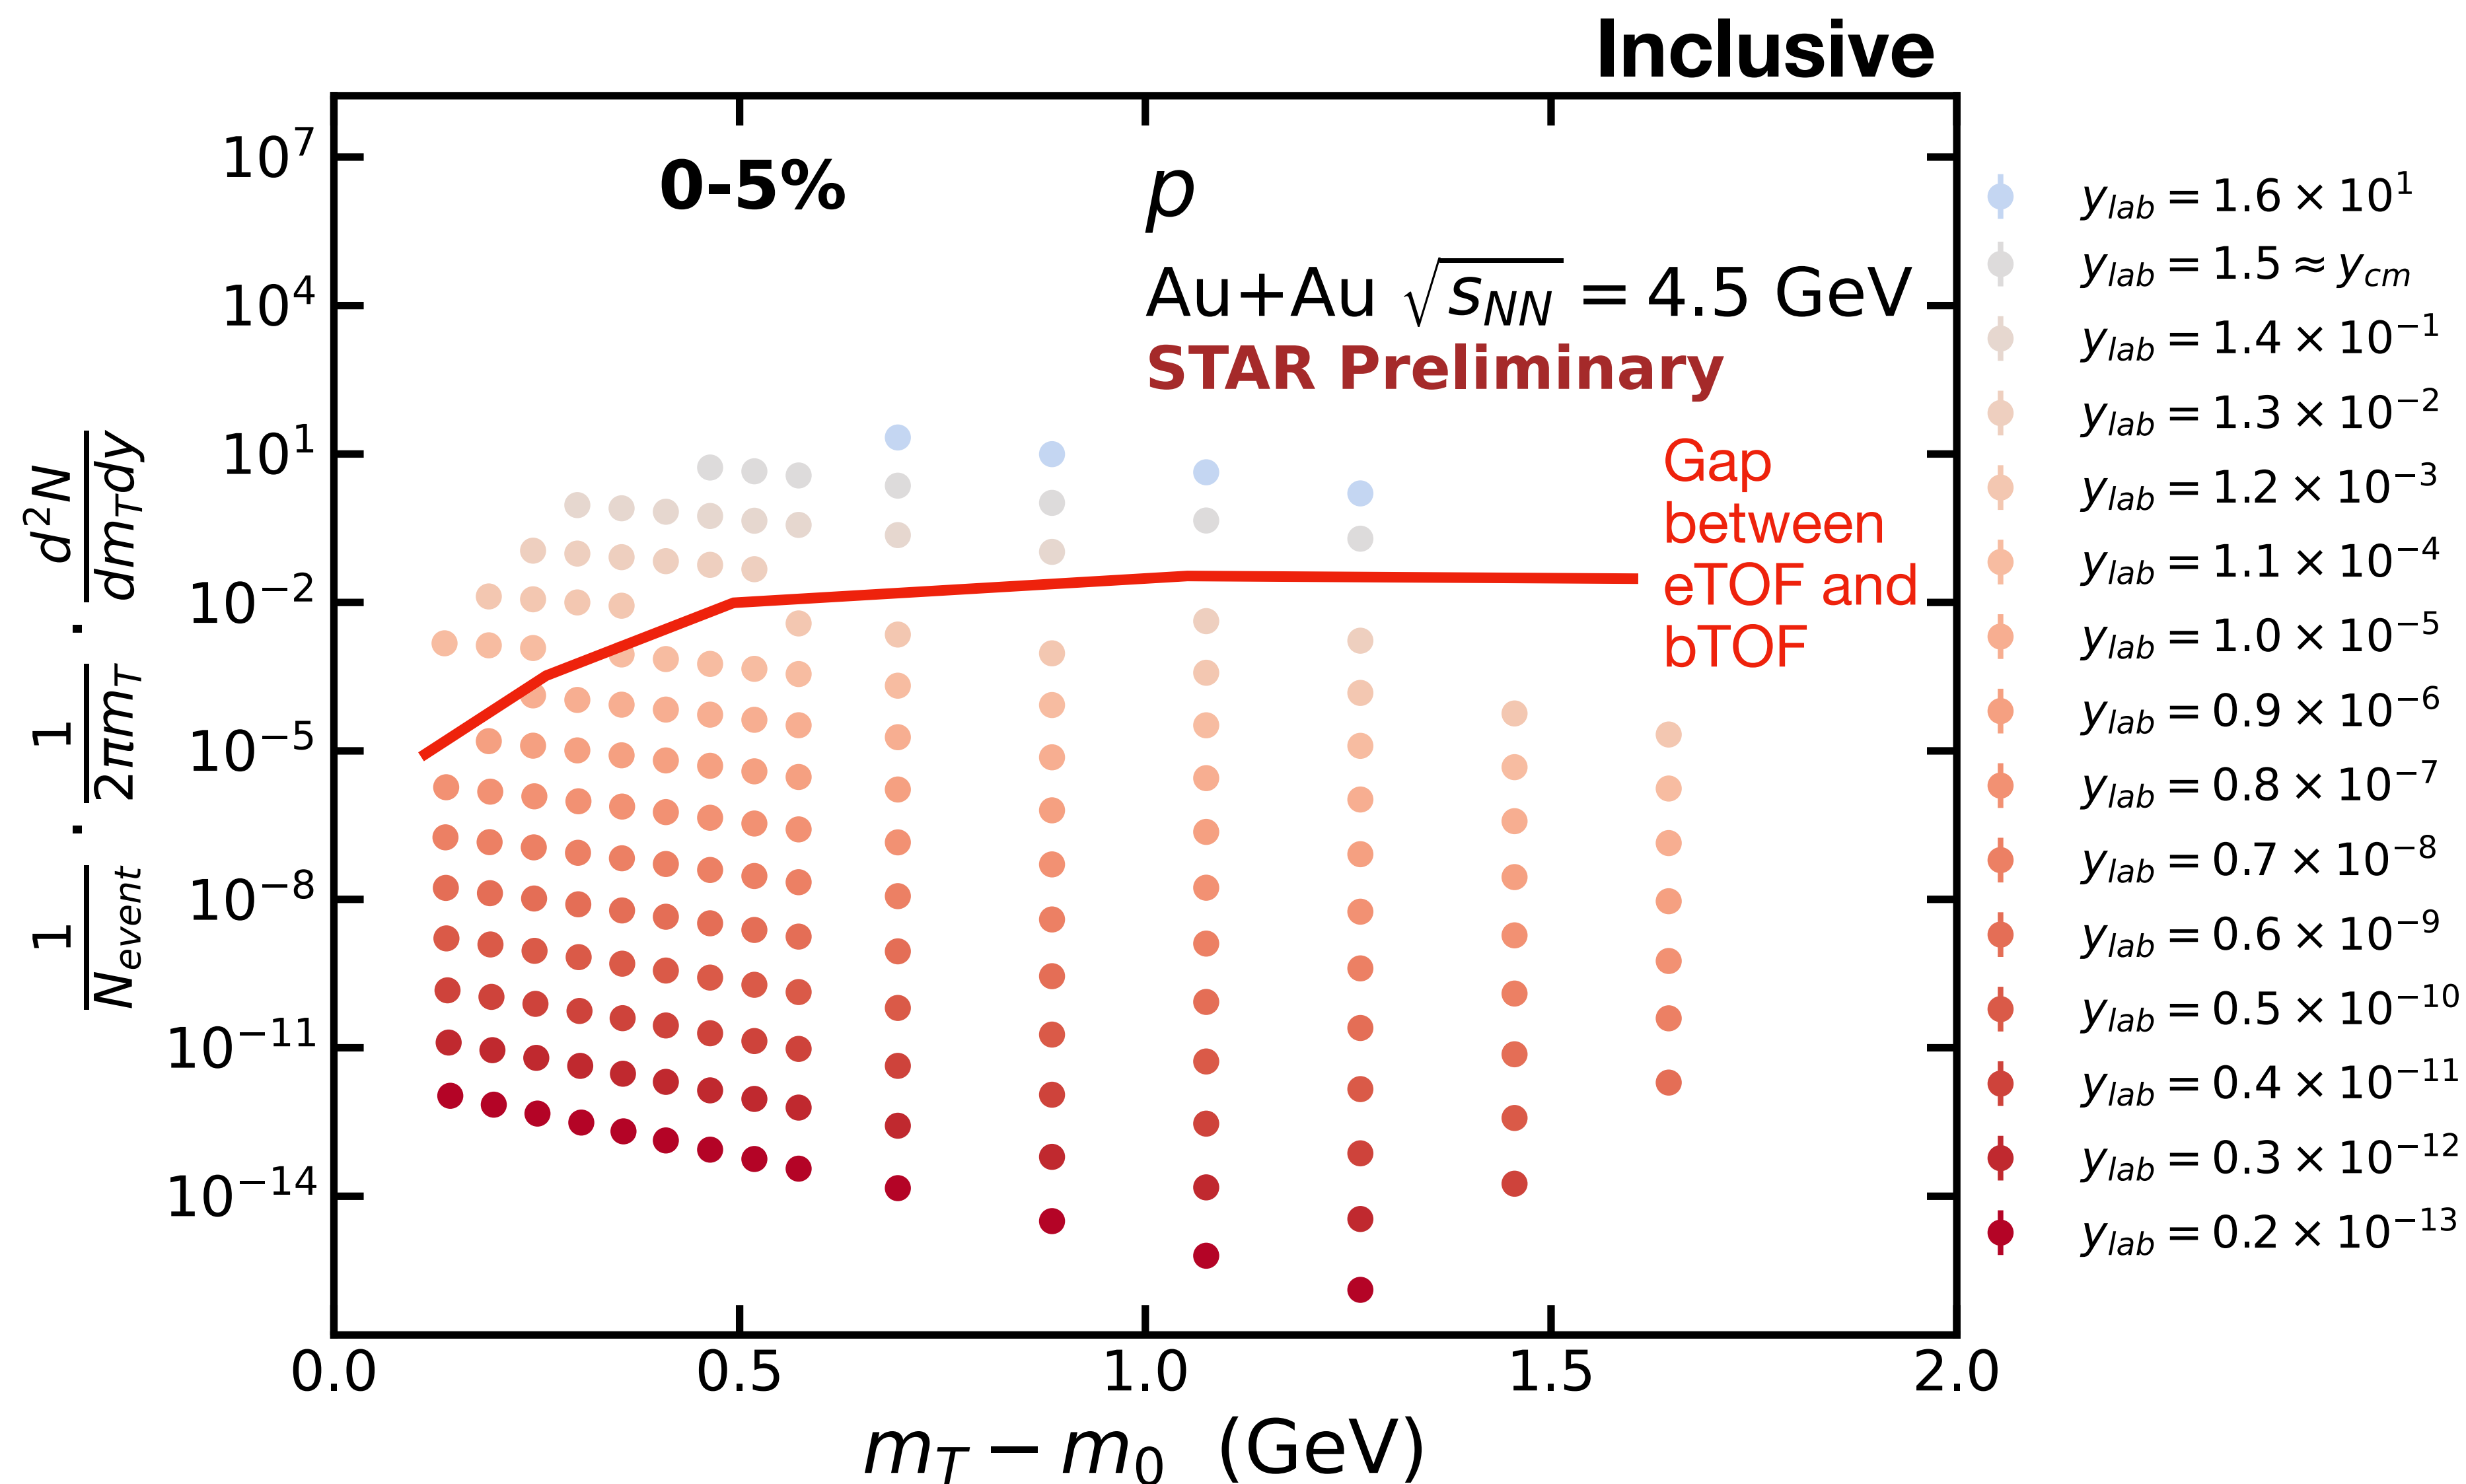 Inclusive
0-5%
p
Au+Au √s_NN = 4.5 GeV
STAR Preliminary
Gap
between
eTOF and
bTOF
10^7
10^4
10^1
10^−2
10^−5
10^−8
10^−11
10^−14
1/N_event · 1/2πm_T · d²N/dm_Tdy
0.0 0.5 1.0 1.5 2.0
m_T − m_0 (GeV)
y_lab = 1.6 × 10^1
y_lab = 1.5 ≈ y_cm
y_lab = 1.4 × 10^−1
y_lab = 1.3 × 10^−2
y_lab = 1.2 × 10^−3
y_lab = 1.1 × 10^−4
y_lab = 1.0 × 10^−5
y_lab = 0.9 × 10^−6
y_lab = 0.8 × 10^−7
y_lab = 0.7 × 10^−8
y_lab = 0.6 × 10^−9
y_lab = 0.5 × 10^−10
y_lab = 0.4 × 10^−11
y_lab = 0.3 × 10^−12
y_lab = 0.2 × 10^−13